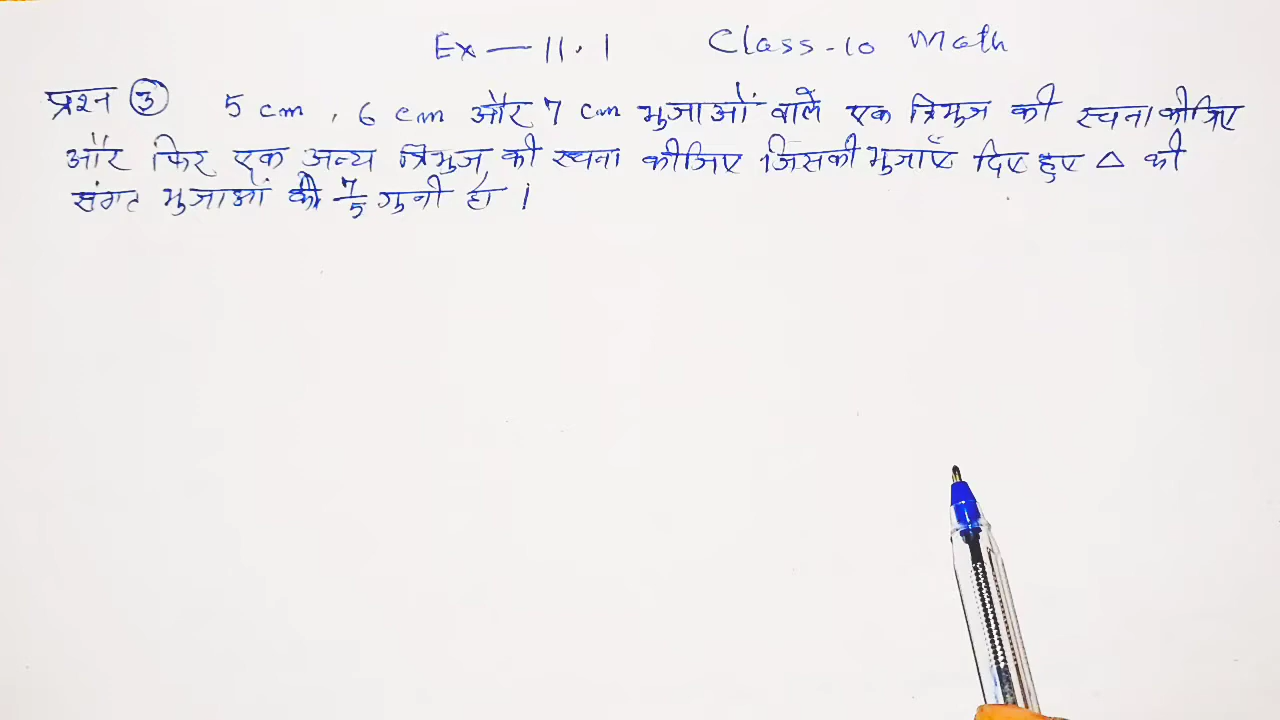 Ex — 11.1 Class-10 Math
प्रश्न ③ 5 cm , 6 cm और 7 cm भुजाओं वाले एक त्रिभुज की रचना कीजिए
और फिर एक अन्य त्रिभुज की रचना कीजिए जिसकी भुजाएँ दिए हुए △ की
संगत भुजाओं की 7/5 गुनी हों ।